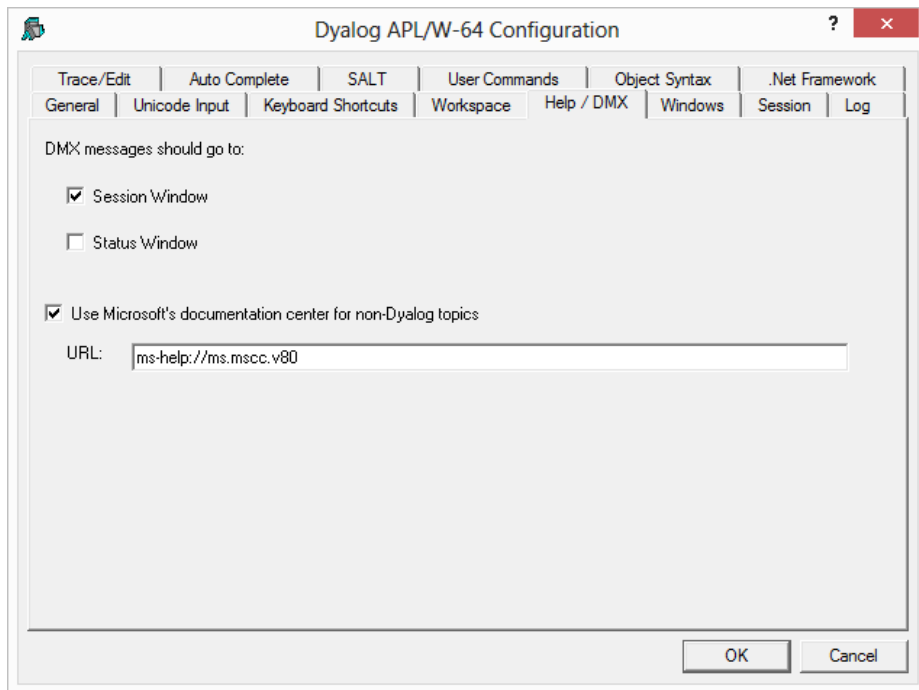 Dyalog APL/W-64 Configuration ? ×
Trace/Edit Auto Complete SALT User Commands Object Syntax .Net Framework
General Unicode Input Keyboard Shortcuts Workspace Help / DMX Windows Session Log
DMX messages should go to:
Session Window
Status Window
Use Microsoft's documentation center for non-Dyalog topics
URL: ms-help://ms.mscc.v80
OK Cancel